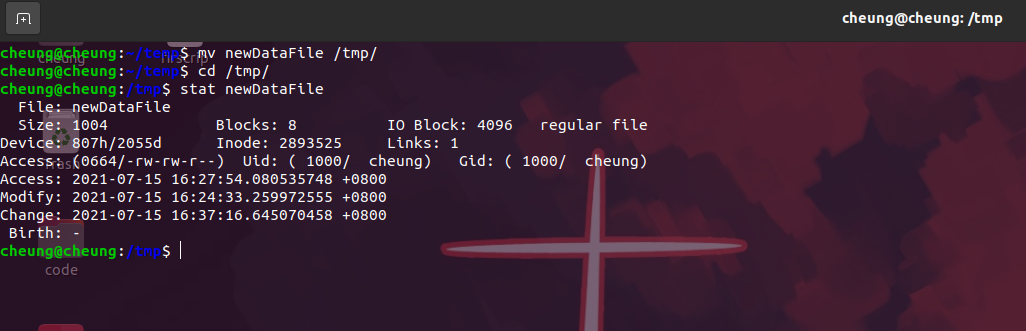 cheung@cheung: /tmp
cheung@cheung:~/temp$ mv newDataFile /tmp/
cheung@cheung:~/temp$ cd /tmp/
cheung@cheung:/tmp$ stat newDataFile
  File: newDataFile
  Size: 1004            Blocks: 8          IO Block: 4096   regular file
Device: 807h/2055d      Inode: 2893525     Links: 1
Access: (0664/-rw-rw-r--)  Uid: ( 1000/  cheung)   Gid: ( 1000/  cheung)
Access: 2021-07-15 16:27:54.080535748 +0800
Modify: 2021-07-15 16:24:33.259972555 +0800
Change: 2021-07-15 16:37:16.645070458 +0800
 Birth: -
cheung@cheung:/tmp$
cheung
Trash
code